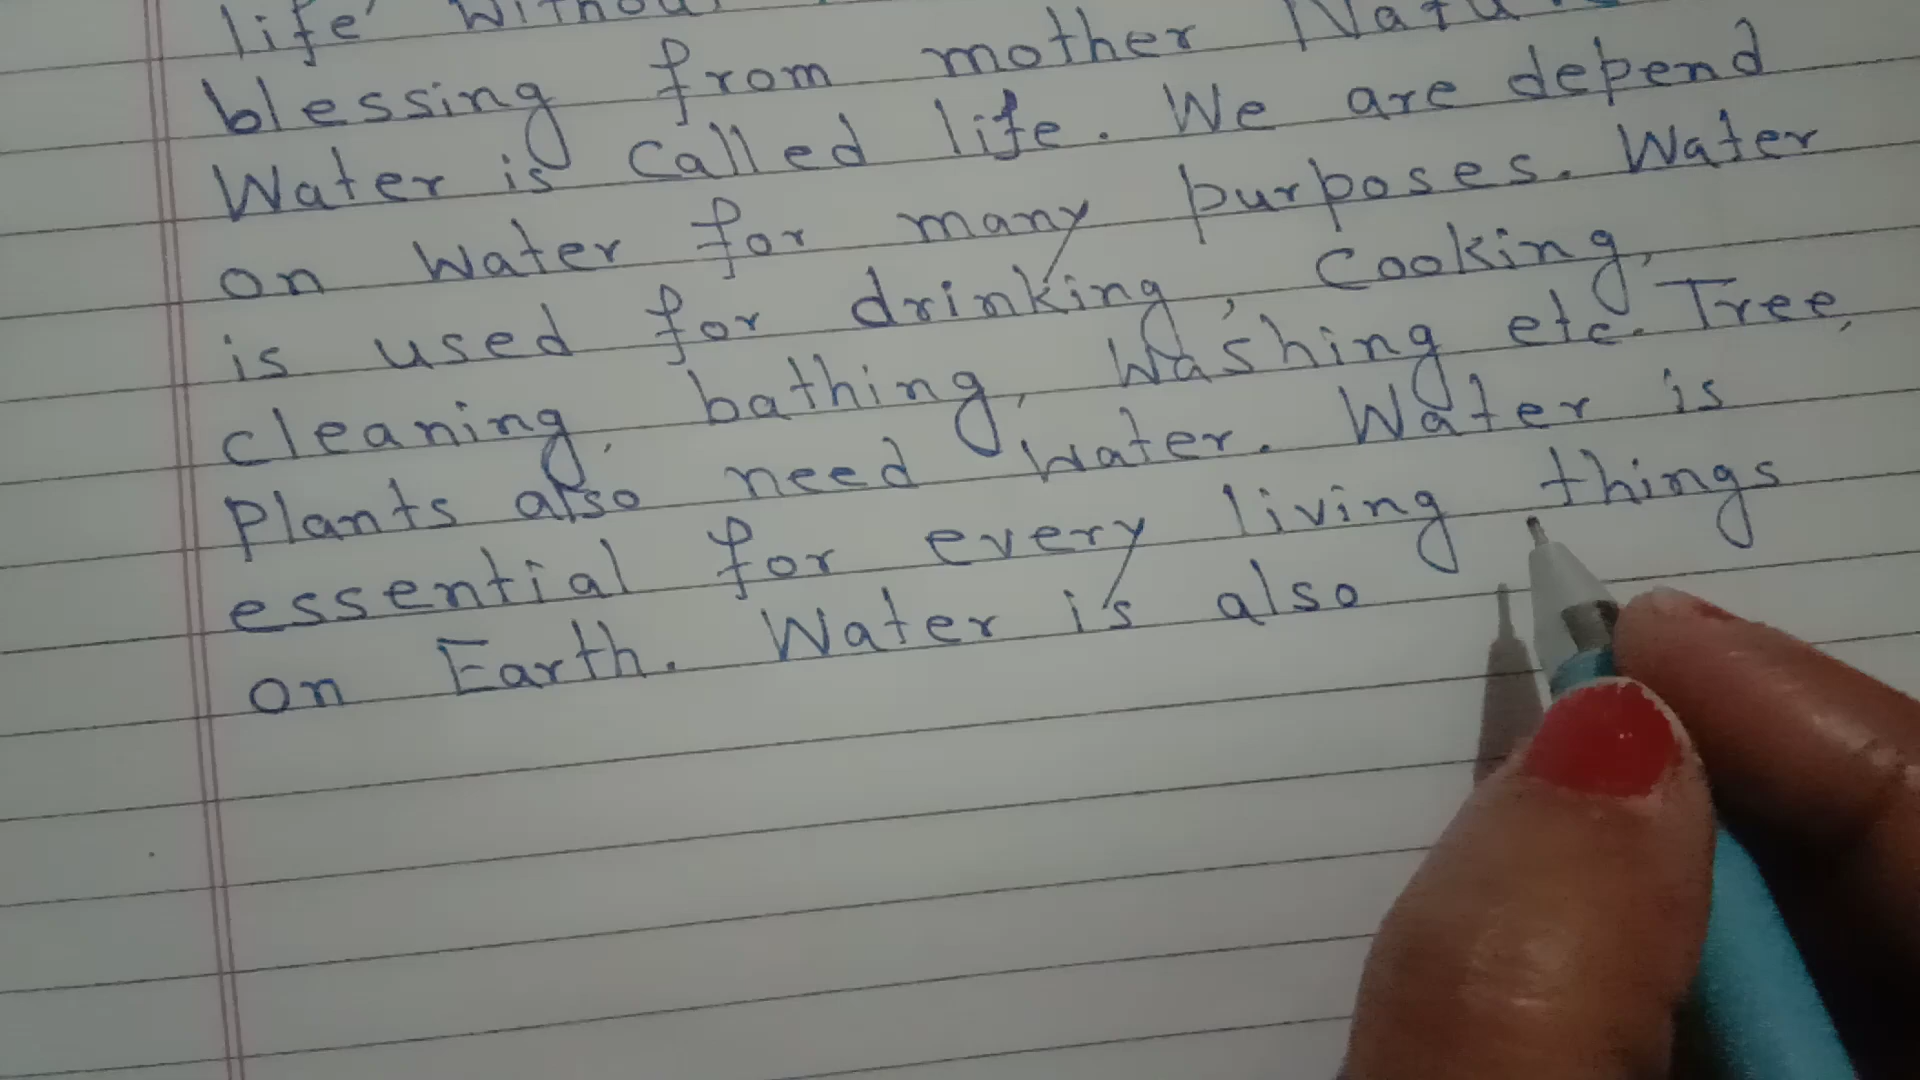 life withou
blessing from mother Natu
Water is called life. We are depend
on water for many purposes. Water
is used for drinking, cooking,
cleaning, bathing, washing etc. Tree,
Plants also need water. Water is
essential for every living things
on Earth. Water is also